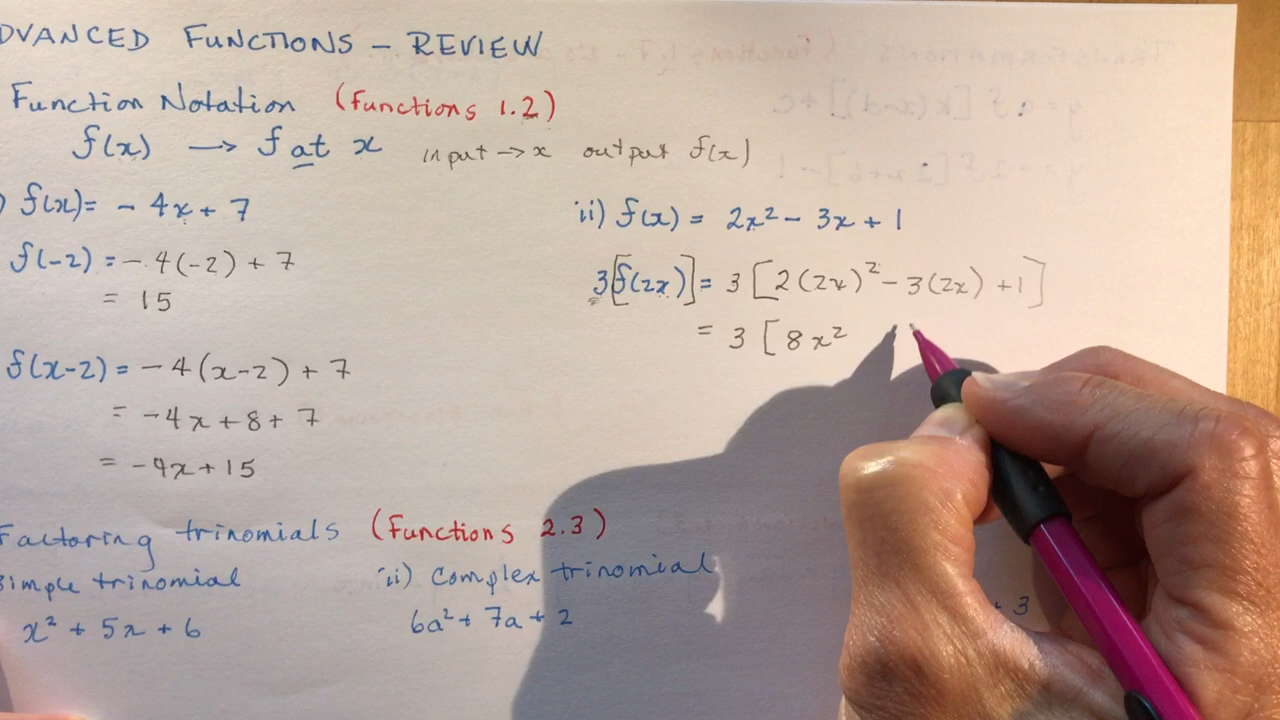 DVANCED FUNCTIONS - REVIEW
Function Notation (functions 1.2)
f(x) → f at x input → x output f(x)
) f(x) = - 4x + 7
f(-2) = - 4(-2) + 7
= 15
f(x-2) = - 4(x-2) + 7
= -4x + 8 + 7
= -4x + 15
ii) f(x) = 2x² - 3x + 1
3[f(2x)] = 3 [2(2x)² - 3(2x) + 1]
= 3 [8x²
Factoring trinomials (functions 2.3)
simple trinomial
x² + 5x + 6
ii) complex trinomial
6a² + 7a + 2
+ 3